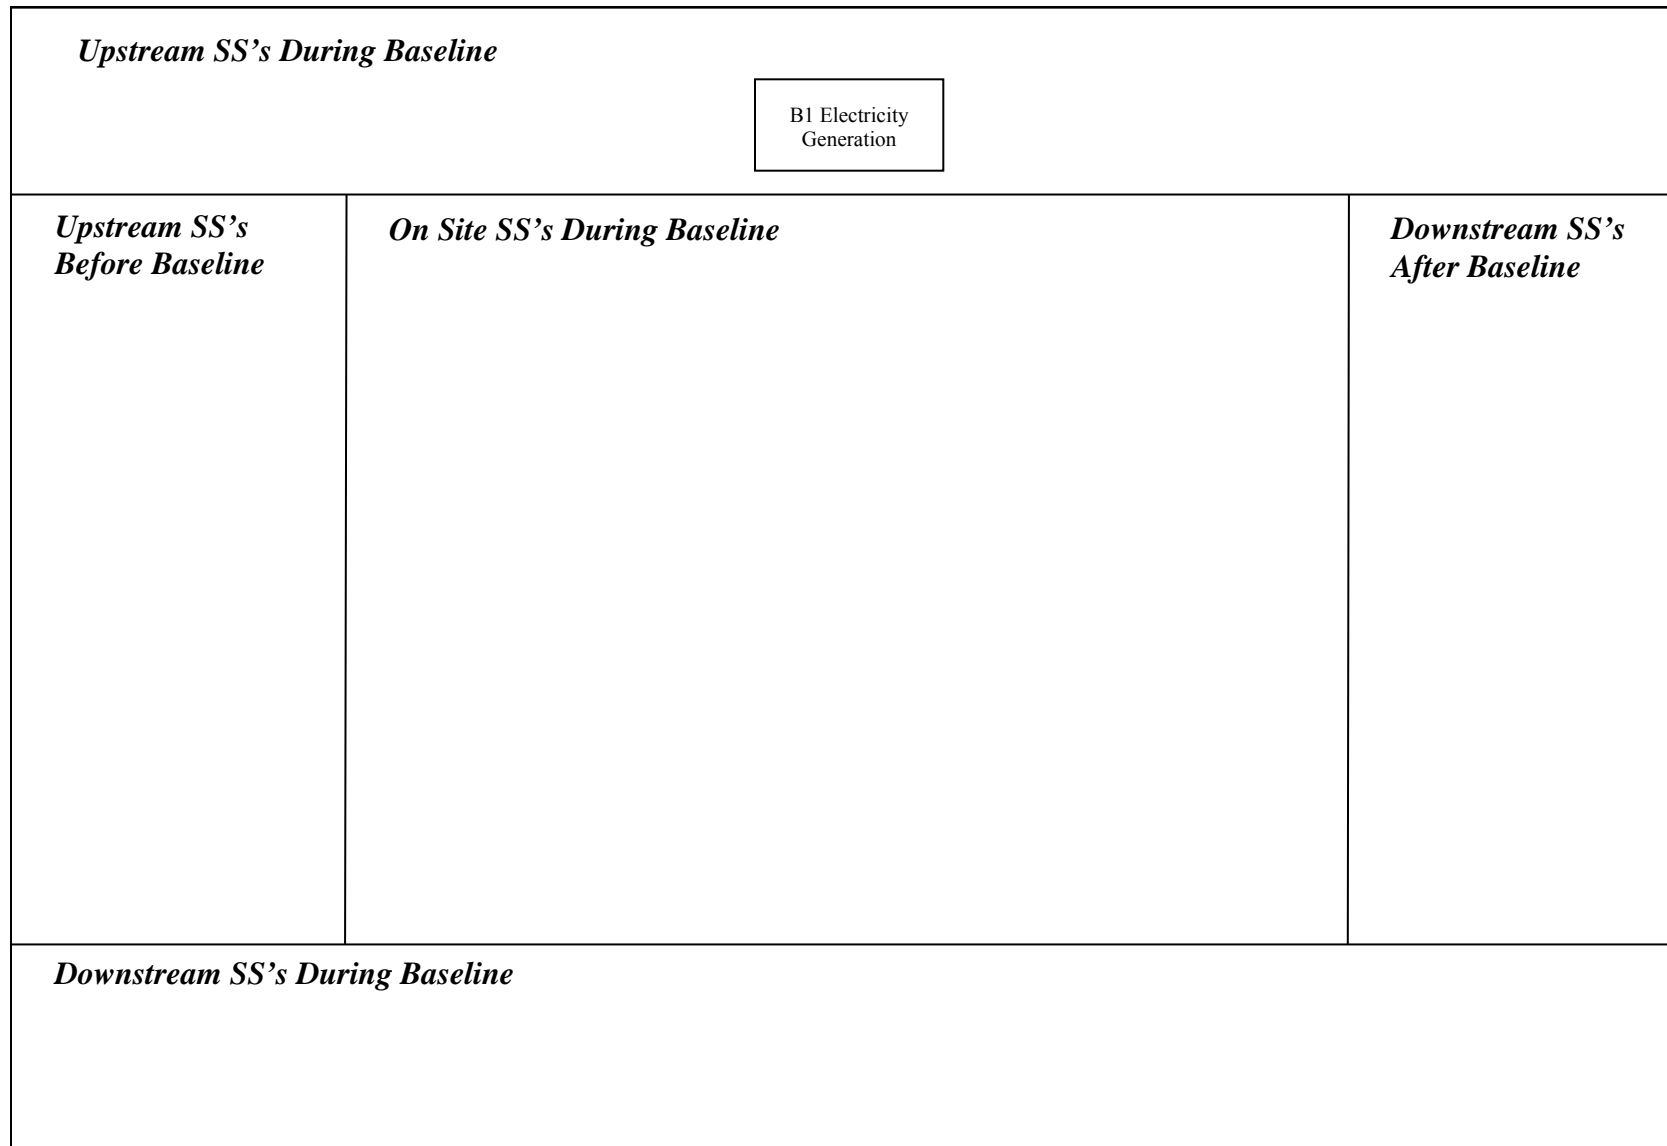 Upstream SS’s During Baseline
B1 Electricity
Generation
Upstream SS’s
Before Baseline
On Site SS’s During Baseline
Downstream SS’s
After Baseline
Downstream SS’s During Baseline